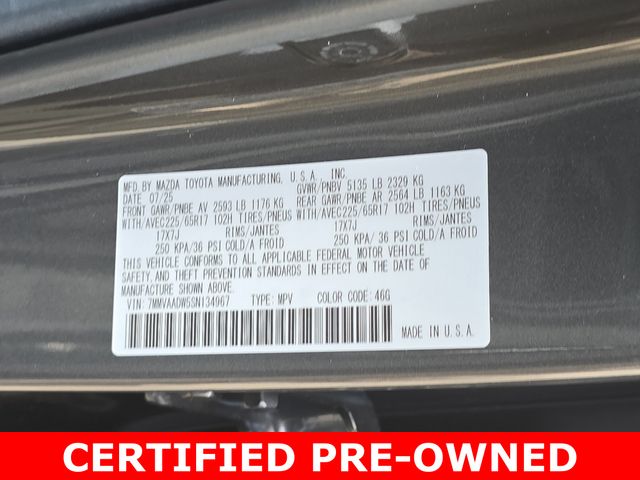 MFD.BY MAZDA TOYOTA MANUFACTURING, U.S.A., INC.
DATE: 07/25 GVWR/PNBV 5135 LB 2329 KG
FRONT GAWR/PNBE AV 2593 LB 1176 KG REAR GAWR/PNBE AR 2564 LB 1163 KG
WITH/AVEC225/65R17 102H TIRES/PNEUS WITH/AVEC225/65R17 102H TIRES/PNEUS
17X7J RIMS/JANTES 17X7J RIMS/JANTES
250 KPA/36 PSI COLD/A FROID 250 KPA/36 PSI COLD/A FROID
THIS VEHICLE CONFORMS TO ALL APPLICABLE FEDERAL MOTOR VEHICLE
SAFETY,AND THEFT PREVENTION STANDARDS IN EFFECT ON THE DATE OF
MANUFACTURE SHOWN ABOVE.
VIN: 7MMVAADW5SN134967 TYPE: MPV COLOR CODE: 46G
MADE IN U.S.A.
CERTIFIED PRE-OWNED